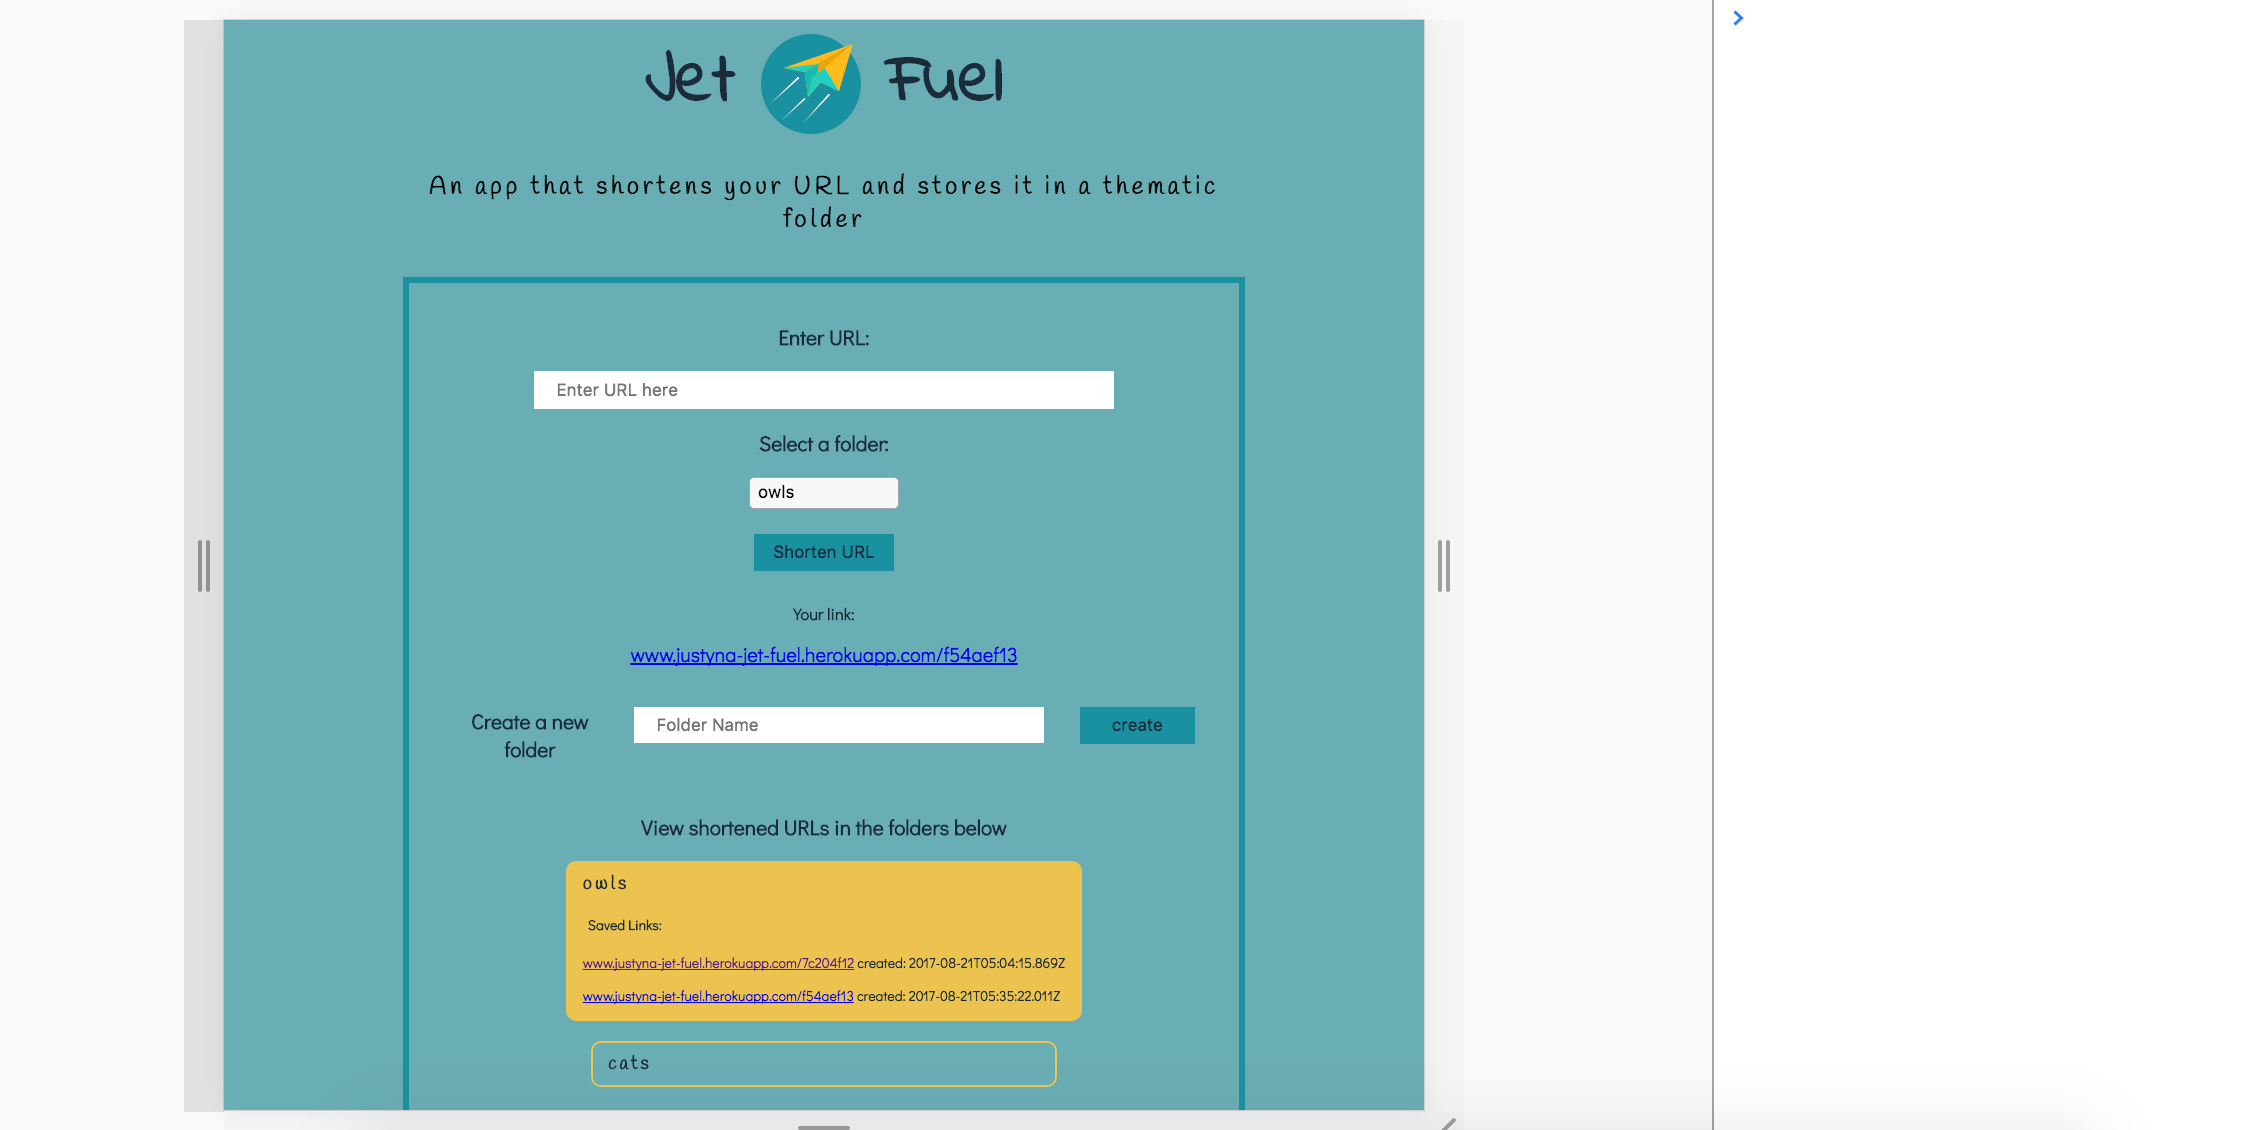 Jet Fuel
An app that shortens your URL and stores it in a thematic
folder
Enter URL:
Enter URL here
Select a folder:
owls
Shorten URL
Your link:
www.justyna-jet-fuel.herokuapp.com/f54aef13
Create a new
folder
Folder Name
create
View shortened URLs in the folders below
owls
Saved Links:
www.justyna-jet-fuel.herokuapp.com/7c204f12 created: 2017-08-21T05:04:15.869Z
www.justyna-jet-fuel.herokuapp.com/f54aef13 created: 2017-08-21T05:35:22.011Z
cats